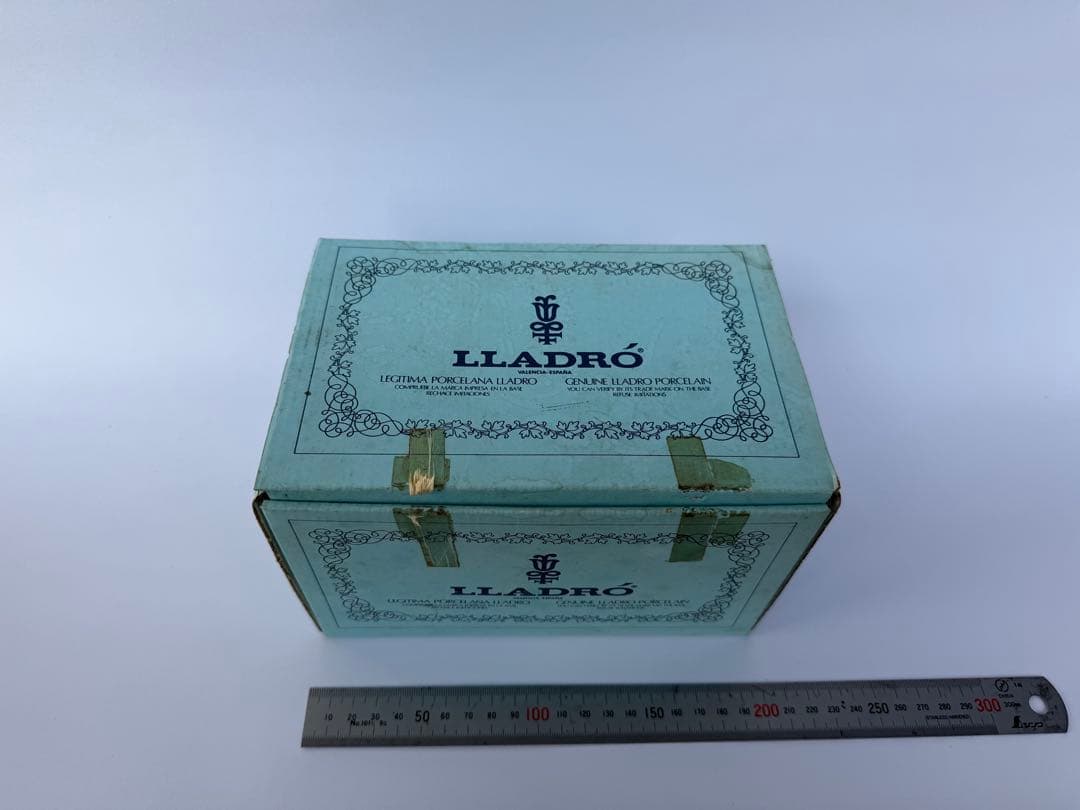 LLADRÓ®
VALENCIA-ESPAÑA
LEGITIMA PORCELANA LLADRO
COMPRUEBE LA MARCA IMPRESA EN LA BASE
RECHACE IMITACIONES
GENUINE LLADRO PORCELAIN
YOU CAN VERIFY BY ITS TRADE MARK ON THE BASE
REFUSE IMITATIONS
LLADRÓ
LEGITIMA PORCELANA LLADRO
GENUINE LLADRO PORCELAIN
10 20 30 40 50 60 70 80 90 100 110 120 130 140 150 160 170 180 190 200 210 220 230 240 250 260 270 280 290 300